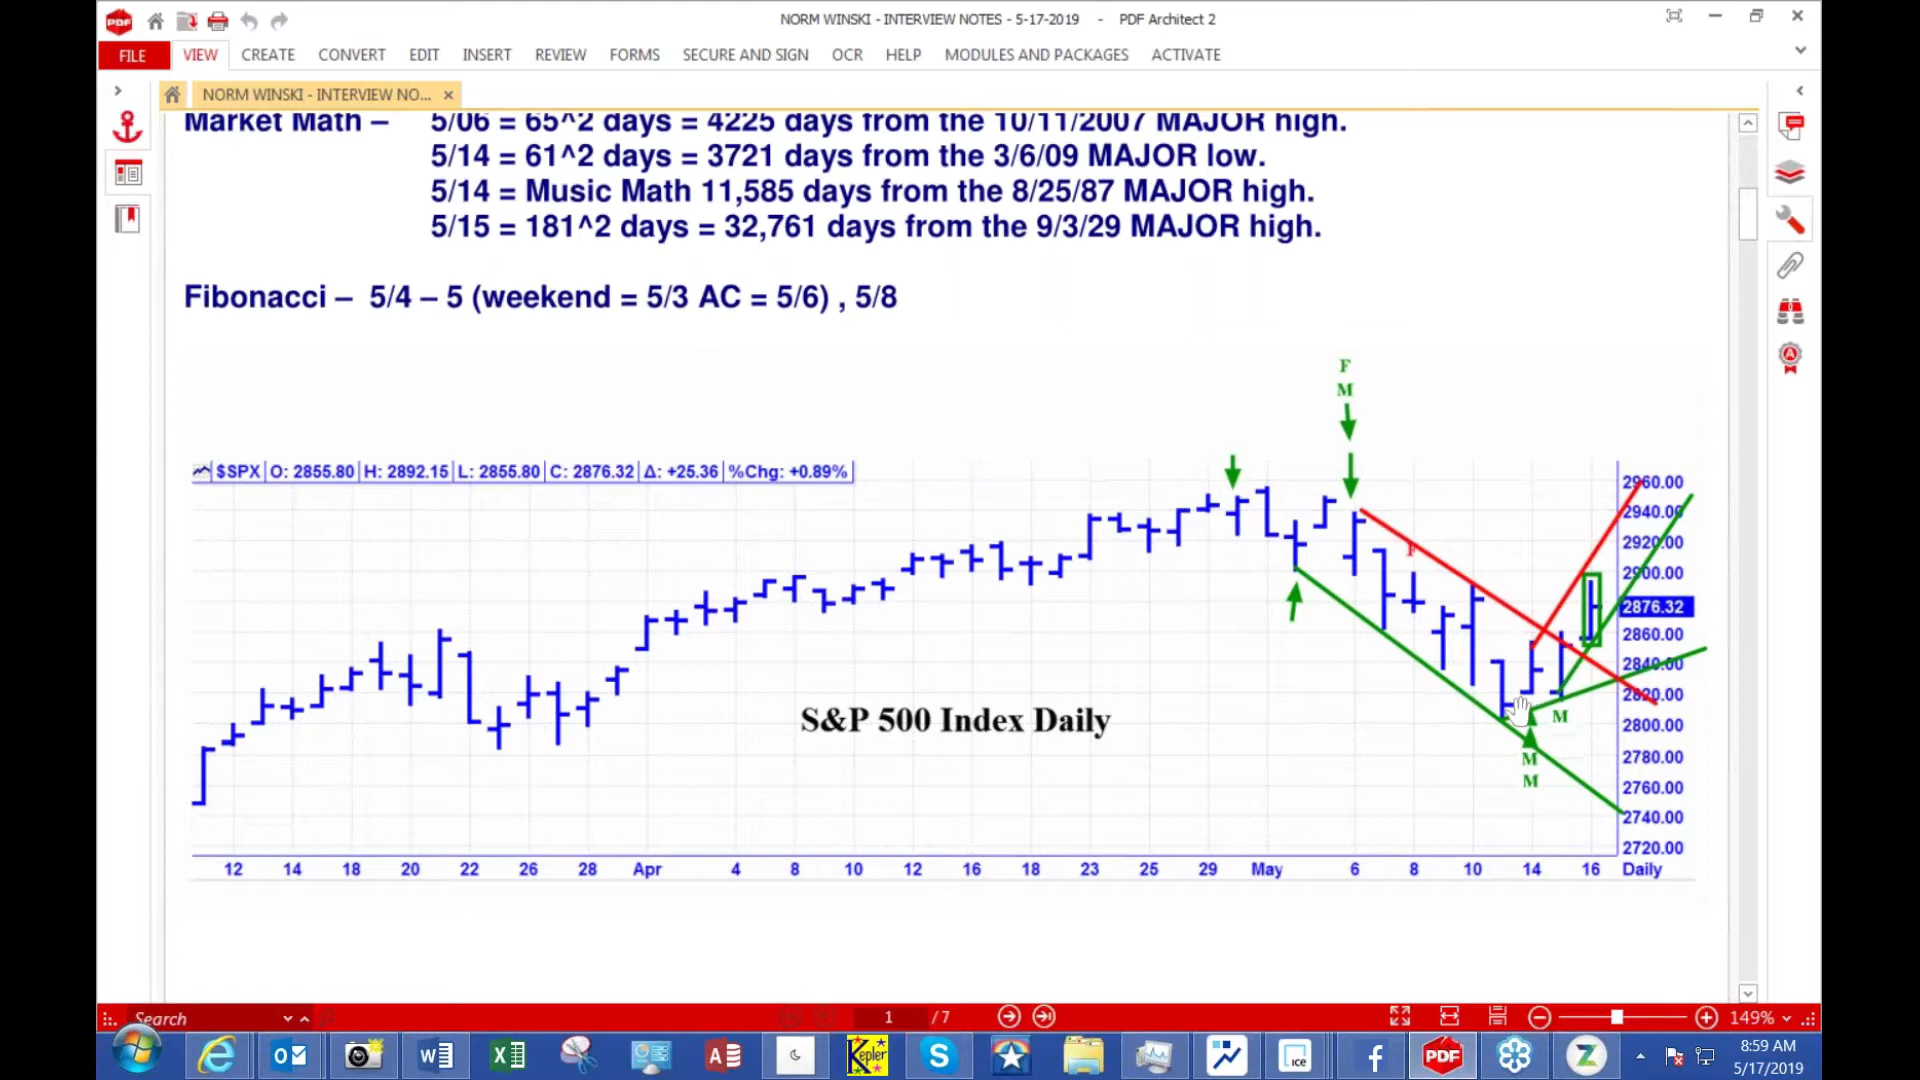 NORM WINSKI - INTERVIEW NOTES - 5-17-2019 - PDF Architect 2
FILE VIEW CREATE CONVERT EDIT INSERT REVIEW FORMS SECURE AND SIGN OCR HELP MODULES AND PACKAGES ACTIVATE
NORM WINSKI - INTERVIEW NO... ×
Market Math – 5/06 = 65^2 days = 4225 days from the 10/11/2007 MAJOR high.
5/14 = 61^2 days = 3721 days from the 3/6/09 MAJOR low.
5/14 = Music Math 11,585 days from the 8/25/87 MAJOR high.
5/15 = 181^2 days = 32,761 days from the 9/3/29 MAJOR high.
Fibonacci – 5/4 – 5 (weekend = 5/3 AC = 5/6) , 5/8
F
M
$SPX O: 2855.80 H: 2892.15 L: 2855.80 C: 2876.32 Δ: +25.36 %Chg: +0.89%
2960.00
2940.00
2920.00
F
2900.00
2876.32
2860.00
2840.00
2820.00
S&P 500 Index Daily
M
2800.00
M
2780.00
M
2760.00
2740.00
2720.00
12 14 18 20 22 26 28 Apr 4 8 10 12 18 23 25 29 May 6 8 10 14 16 Daily
Search 1 / 7 149%
Kepler
ICE
PDF
8:59 AM
5/17/2019